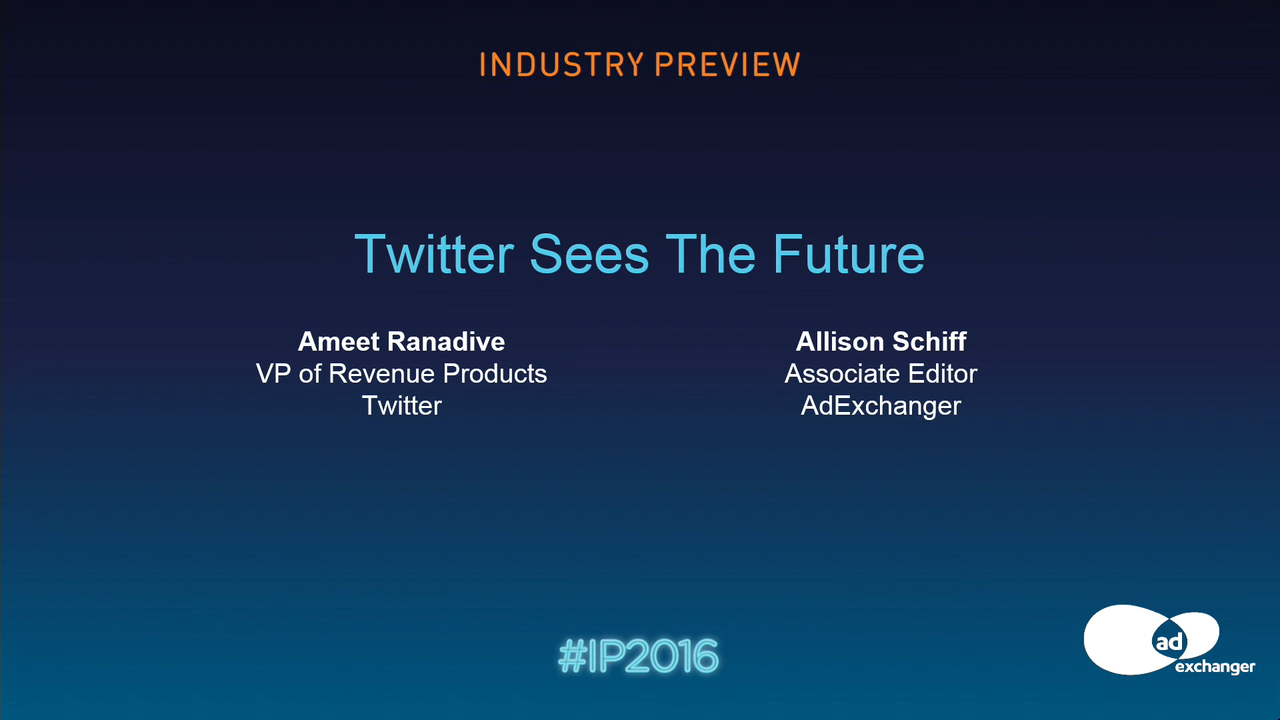 INDUSTRY PREVIEW
Twitter Sees The Future
Ameet Ranadive
VP of Revenue Products
Twitter
Allison Schiff
Associate Editor
AdExchanger
#IP2016
ad
exchanger